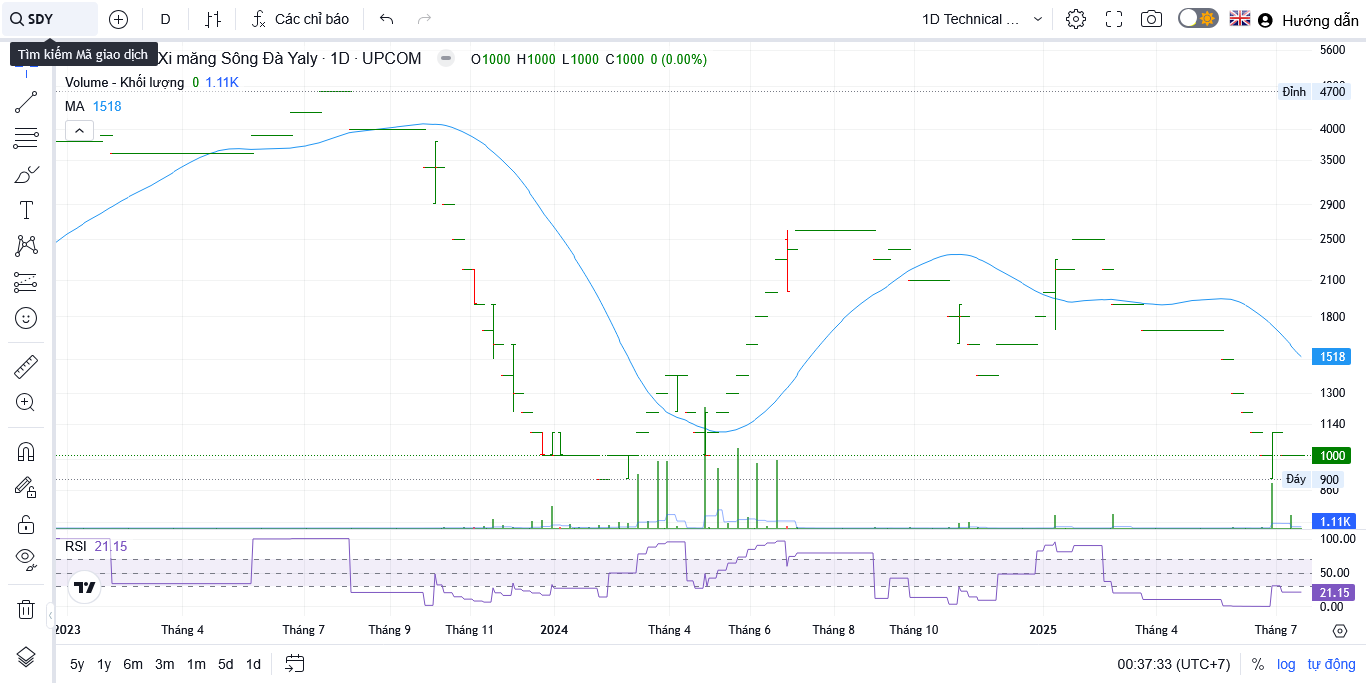 SDY D Các chỉ báo 1D Technical ... Hướng dẫn
Tìm kiếm Mã giao dịch
Xi măng Sông Đà Yaly · 1D · UPCOM O1000 H1000 L1000 C1000 0 (0.00%)
Volume - Khối lượng 0 1.11K
MA 1518
5600
Đỉnh 4700
4000
3500
2900
2500
2100
1800
1518
1300
1140
1000
Đáy 900
860
1.11K
RSI 21.15
100.00
50.00
21.15
0.00
2023 Tháng 4 Tháng 7 Tháng 9 Tháng 11 2024 Tháng 4 Tháng 6 Tháng 8 Tháng 10 2025 Tháng 4 Tháng 7
5y 1y 6m 3m 1m 5d 1d 00:37:33 (UTC+7) % log tự động